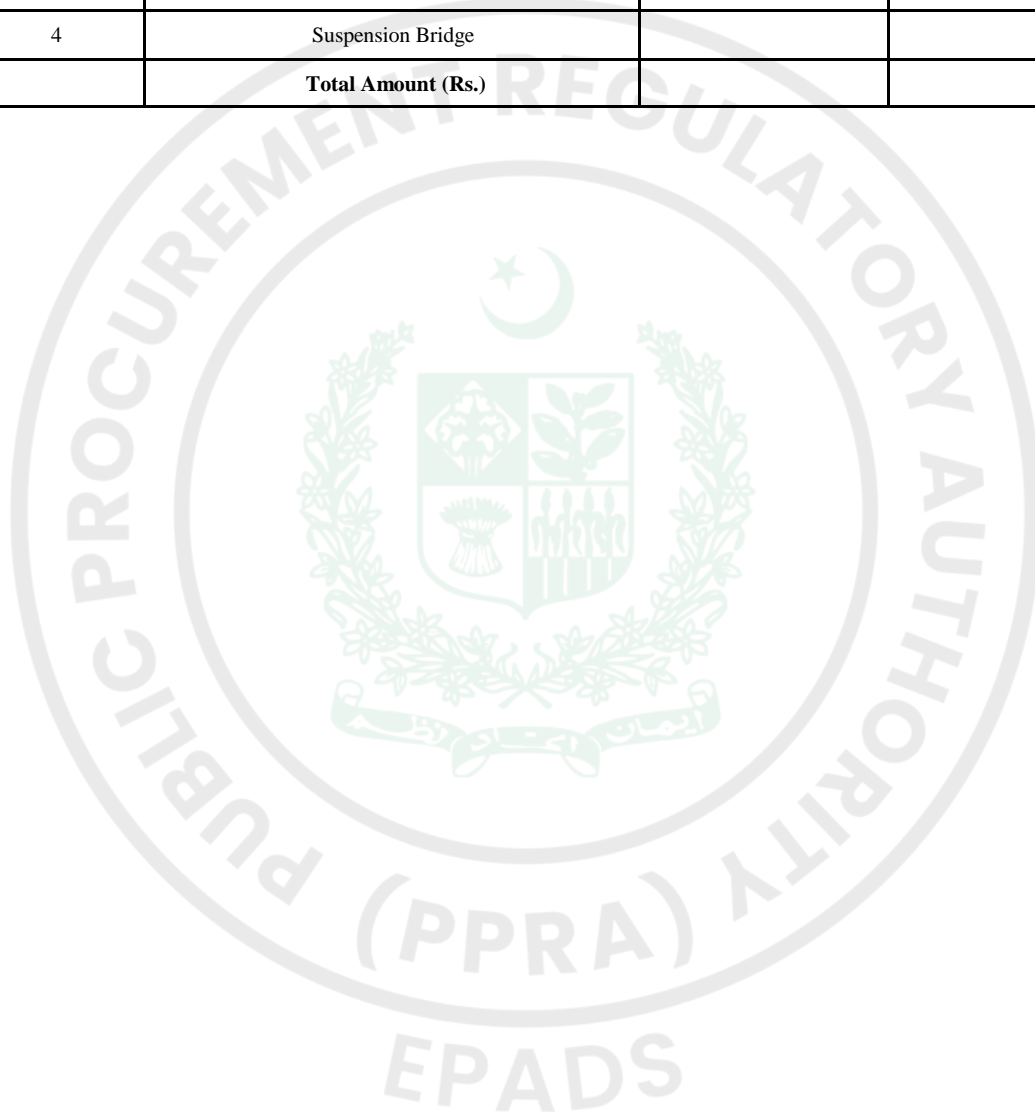 4 Suspension Bridge
Total Amount (Rs.)
PUBLIC PROCUREMENT REGULATORY AUTHORITY
(PPRA)
EPADS